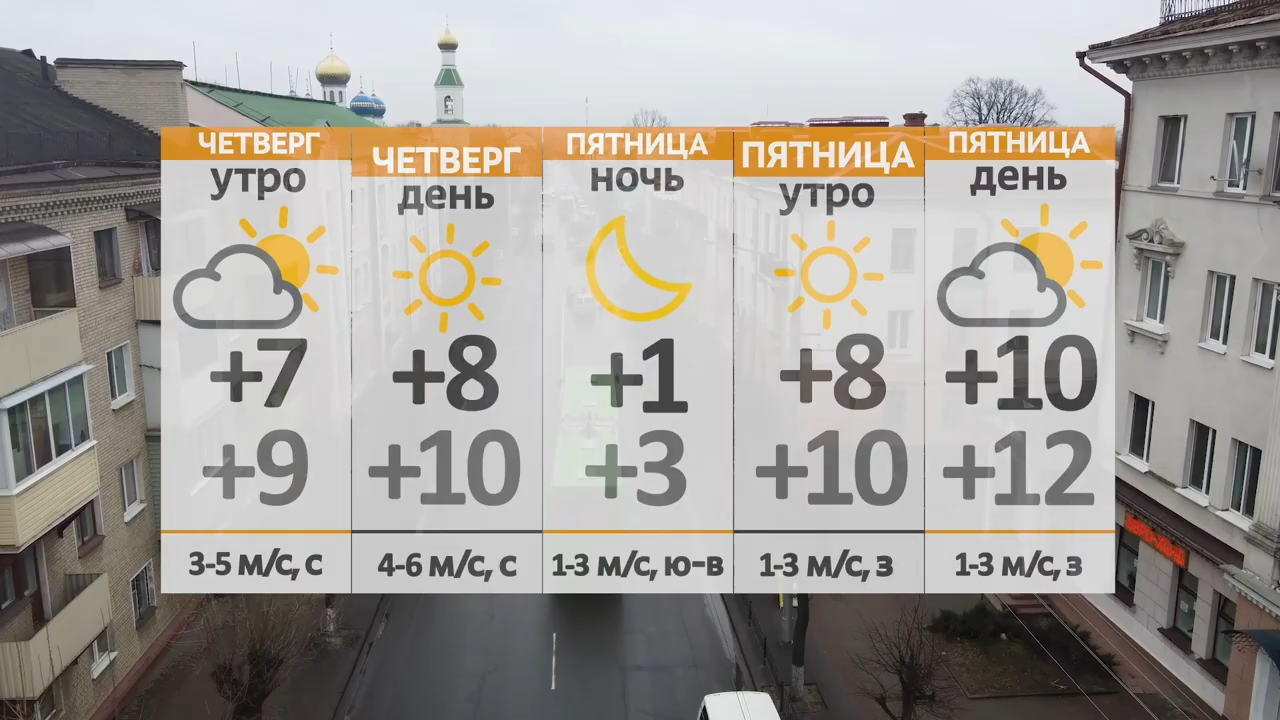 ЧЕТВЕРГ
утро
+7
+9
3-5 м/с, с
ЧЕТВЕРГ
день
+8
+10
4-6 м/с, с
ПЯТНИЦА
ночь
+1
+3
1-3 м/с, ю-в
ПЯТНИЦА
утро
+8
+10
1-3 м/с, з
ПЯТНИЦА
день
+10
+12
1-3 м/с, з